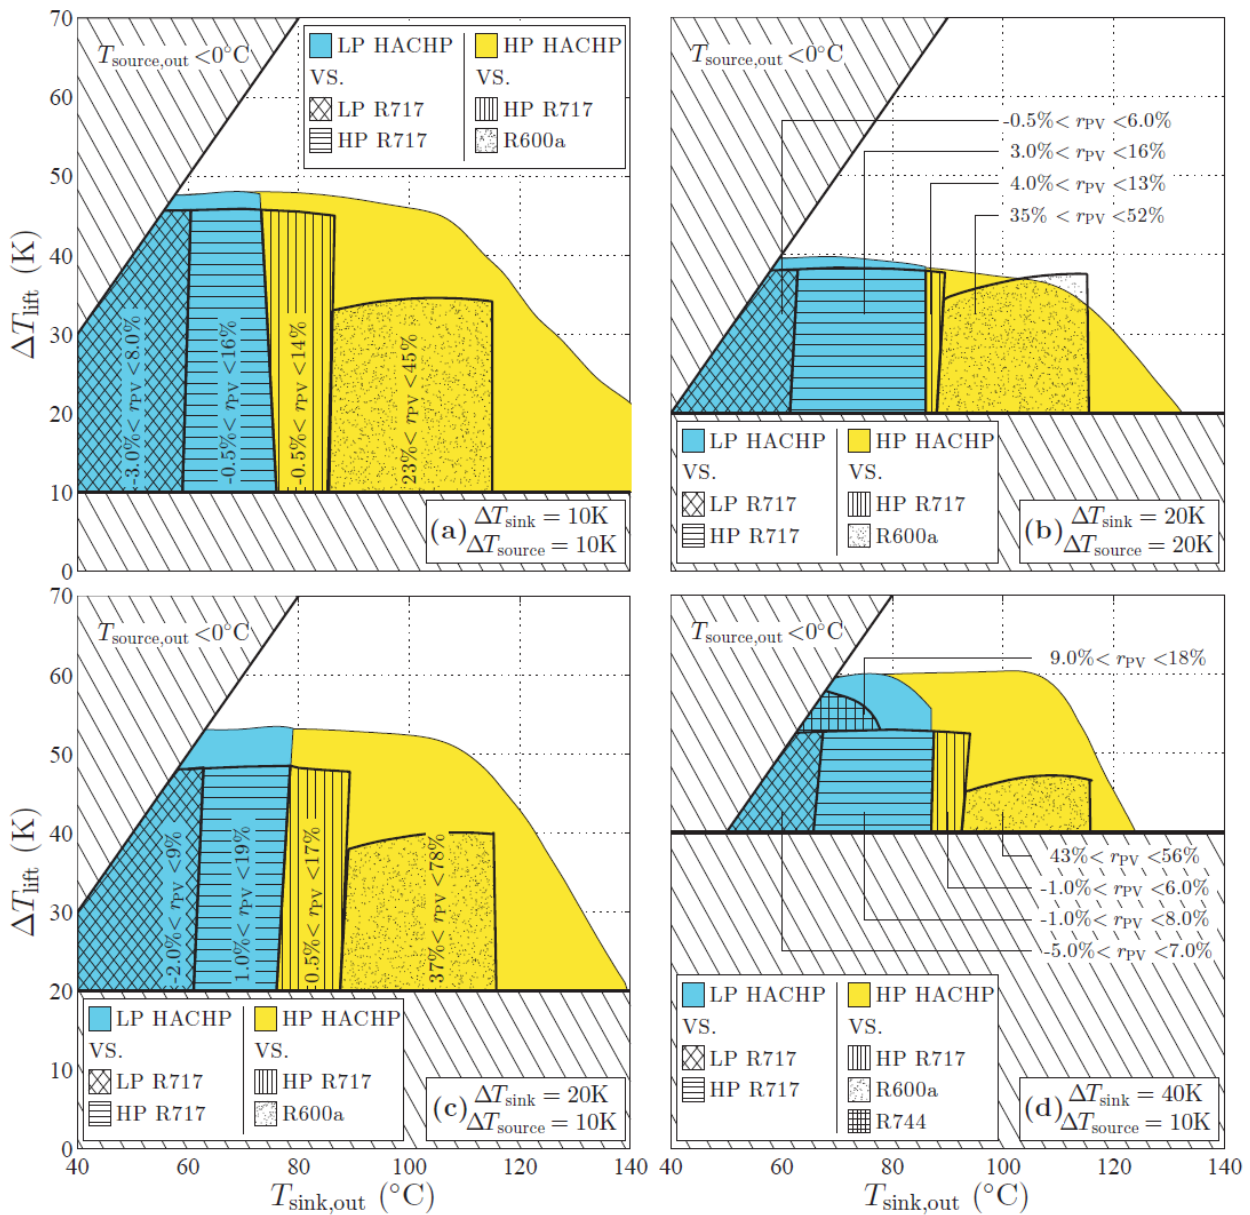 70
60
50
40
30
20
10
0
ΔT_lift (K)
T_source,out <0°C
LP HACHP
VS.
LP R717
HP R717
HP HACHP
VS.
HP R717
R600a
-3.0%< r_PV <8.0%
-0.5%< r_PV <16%
-0.5%< r_PV <14%
23%< r_PV <45%
(a) ΔT_sink = 10K
ΔT_source = 10K
T_source,out <0°C
-0.5%< r_PV <6.0%
3.0%< r_PV <16%
4.0%< r_PV <13%
35% < r_PV <52%
LP HACHP
VS.
LP R717
HP R717
HP HACHP
VS.
HP R717
R600a
(b) ΔT_sink = 20K
ΔT_source = 20K
70
60
50
40
30
20
10
0
ΔT_lift (K)
T_source,out <0°C
-2.0%< r_PV <9%
1.0%< r_PV <19%
-0.5%< r_PV <17%
37%< r_PV <78%
LP HACHP
VS.
LP R717
HP R717
HP HACHP
VS.
HP R717
R600a
(c) ΔT_sink = 20K
ΔT_source = 10K
40 60 80 100 120 140
T_sink,out (°C)
T_source,out <0°C
9.0%< r_PV <18%
43%< r_PV <56%
-1.0%< r_PV <6.0%
-1.0%< r_PV <8.0%
-5.0%< r_PV <7.0%
LP HACHP
VS.
LP R717
HP R717
HP HACHP
VS.
HP R717
R600a
R744
(d) ΔT_sink = 40K
ΔT_source = 10K
40 60 80 100 120 140
T_sink,out (°C)